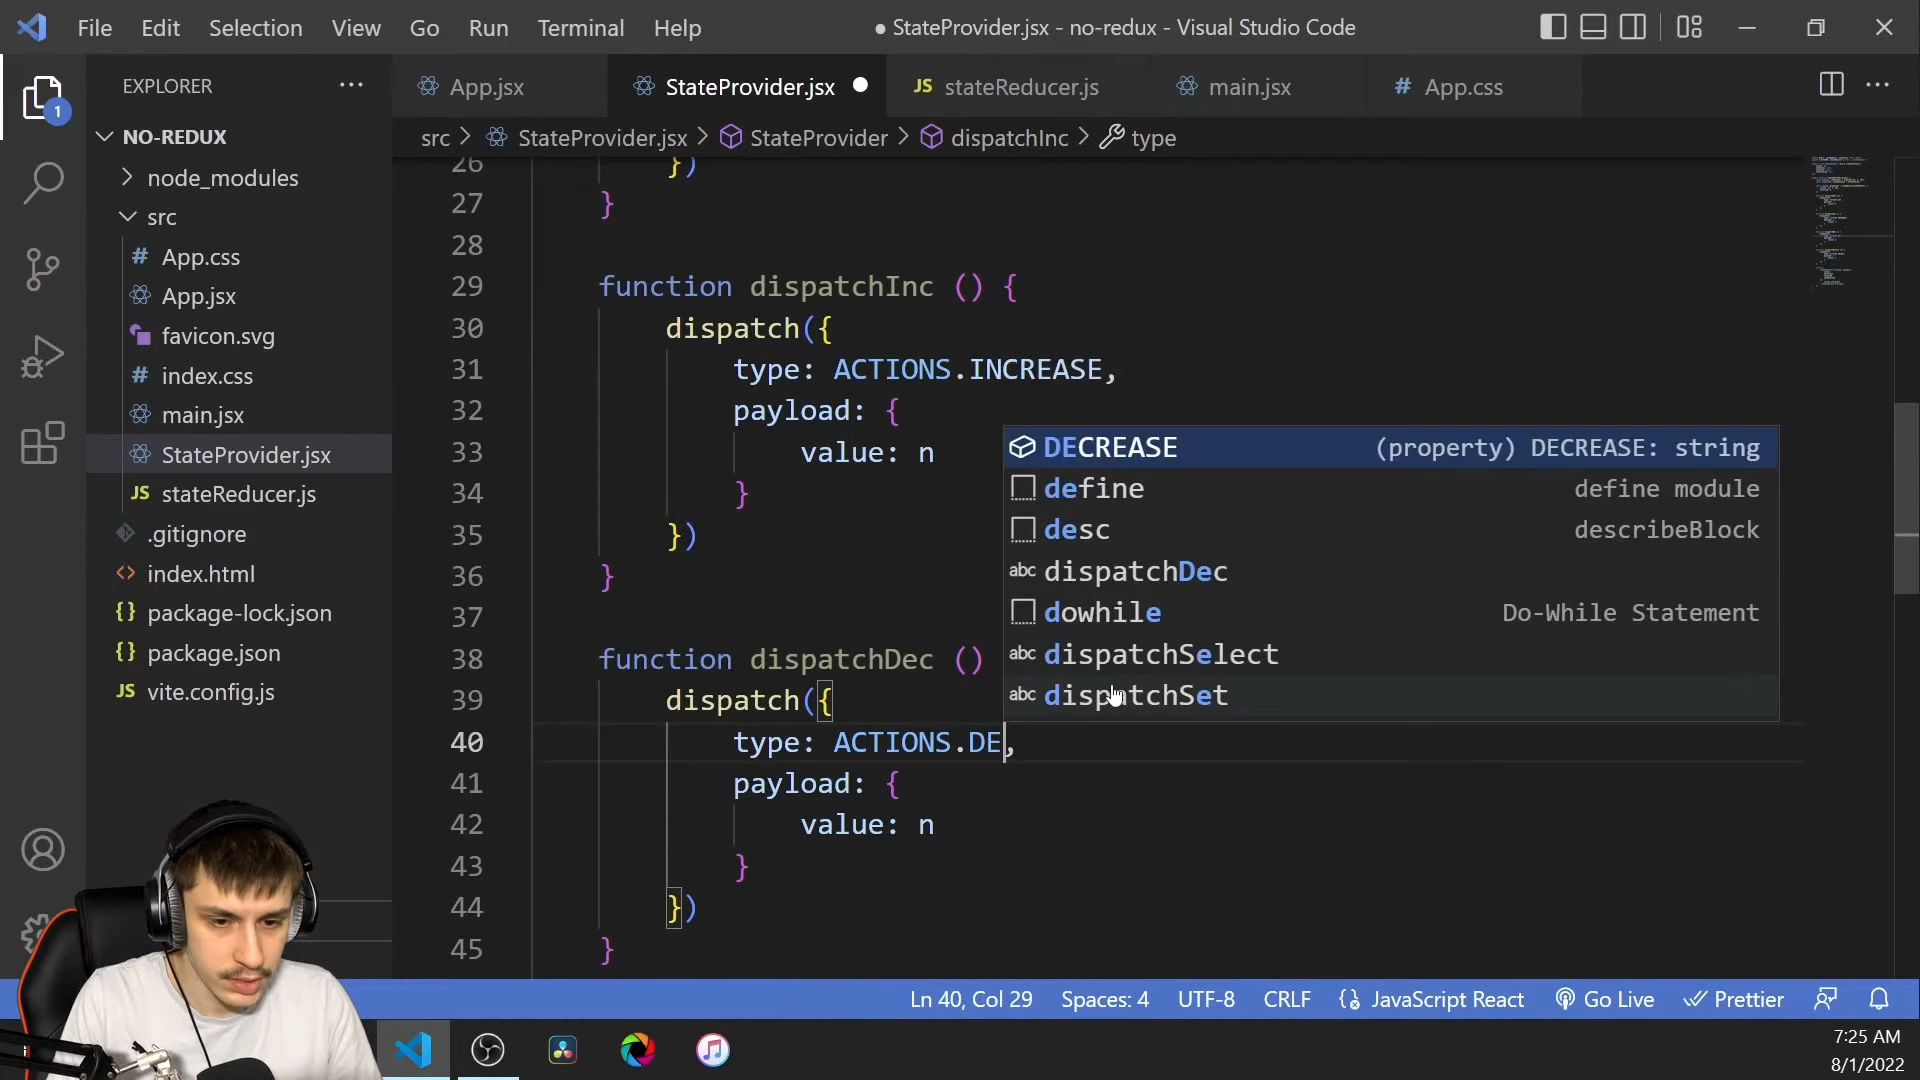 File Edit Selection View Go Run Terminal Help
● StateProvider.jsx - no-redux - Visual Studio Code
EXPLORER
1
App.jsx
StateProvider.jsx
JS stateReducer.js
main.jsx
# App.css
src > StateProvider.jsx > StateProvider > dispatchInc > type
NO-REDUX
node_modules
src
# App.css
App.jsx
favicon.svg
# index.css
main.jsx
StateProvider.jsx
JS stateReducer.js
.gitignore
<> index.html
{} package-lock.json
{} package.json
JS vite.config.js
26 })
27 }
28
29 function dispatchInc () {
30 dispatch({
31 type: ACTIONS.INCREASE,
32 payload: {
33 value: n
34 }
35 })
36 }
37
38 function dispatchDec ()
39 dispatch({
40 type: ACTIONS.DE,
41 payload: {
42 value: n
43 }
44 })
45 }
DECREASE (property) DECREASE: string
define define module
desc describeBlock
abc dispatchDec
dowhile Do-While Statement
abc dispatchSelect
abc dispatchSet
Ln 40, Col 29 Spaces: 4 UTF-8 CRLF JavaScript React Go Live Prettier
7:25 AM
8/1/2022